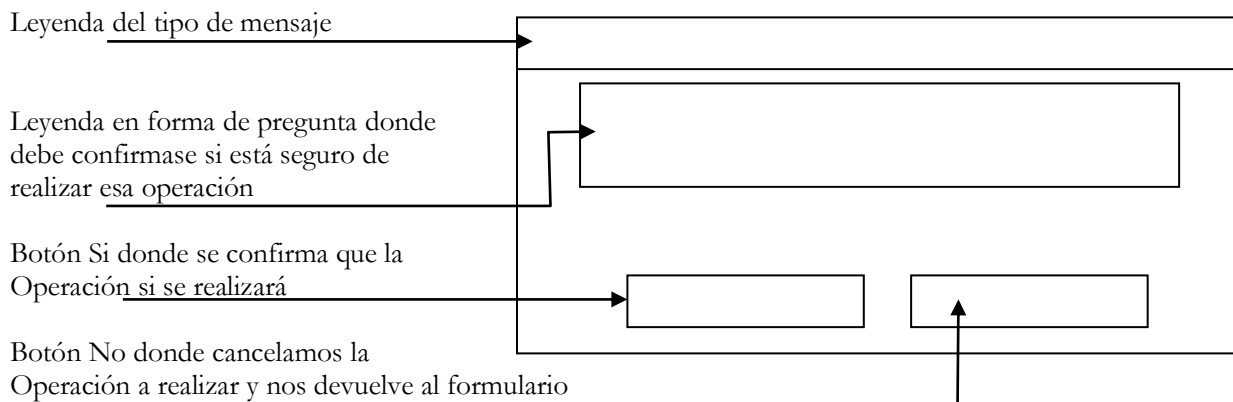 Leyenda del tipo de mensaje
Leyenda en forma de pregunta donde
debe confirmase si está seguro de
realizar esa operación
Botón Si donde se confirma que la
Operación si se realizará
Botón No donde cancelamos la
Operación a realizar y nos devuelve al formulario